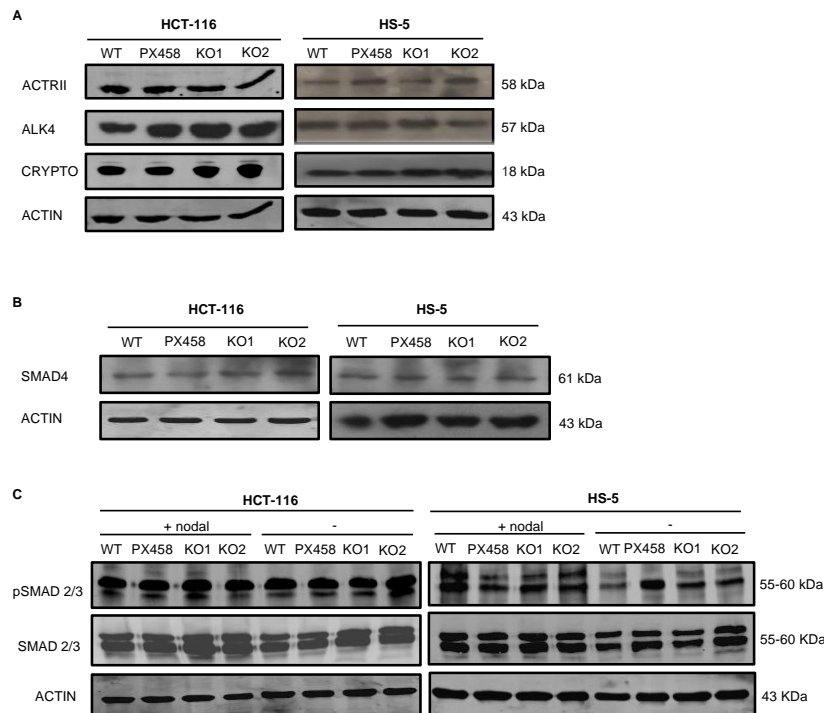 A
HCT-116 HS-5
WT PX458 KO1 KO2 WT PX458 KO1 KO2
ACTRII 58 kDa
ALK4 57 kDa
CRYPTO 18 kDa
ACTIN 43 kDa
B
HCT-116 HS-5
WT PX458 KO1 KO2 WT PX458 KO1 KO2
SMAD4 61 kDa
ACTIN 43 kDa
C
HCT-116 HS-5
+ nodal - + nodal -
WT PX458 KO1 KO2 WT PX458 KO1 KO2 WT PX458 KO1 KO2 WT PX458 KO1 KO2
pSMAD 2/3 55-60 kDa
SMAD 2/3 55-60 KDa
ACTIN 43 KDa